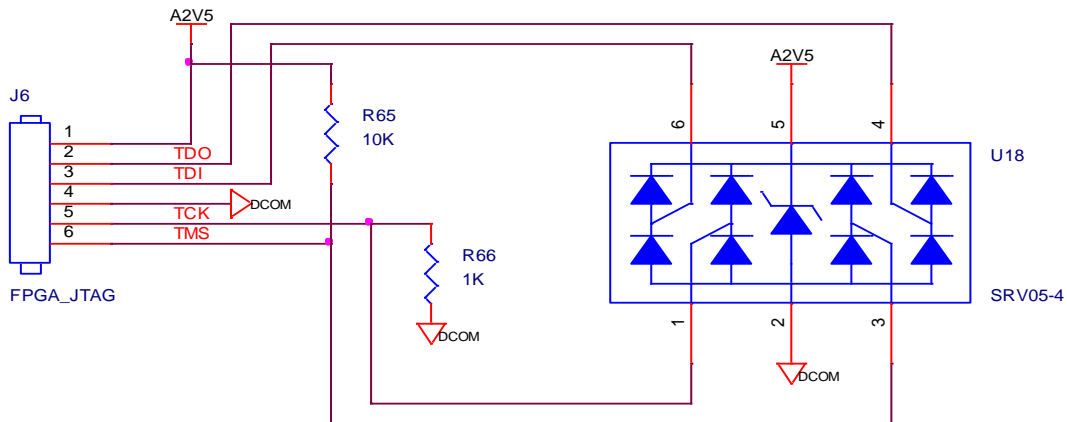 A2V5
J6
1
2
TDO
3
TDI
4
DCOM
5
TCK
6
TMS
FPGA_JTAG
R65
10K
R66
1K
DCOM
A2V5
6
5
4
U18
SRV05-4
1
2
3
DCOM